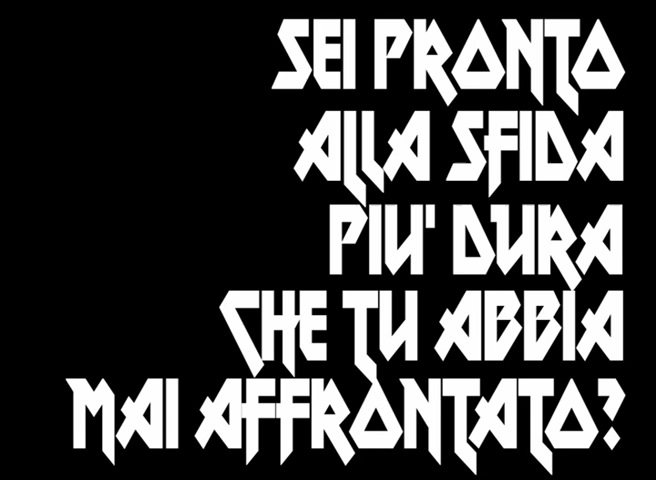 SEI PRONTO
ALLA SFIDA
PIU' DURA
CHE TU ABBIA
MAI AFFRONTATO?